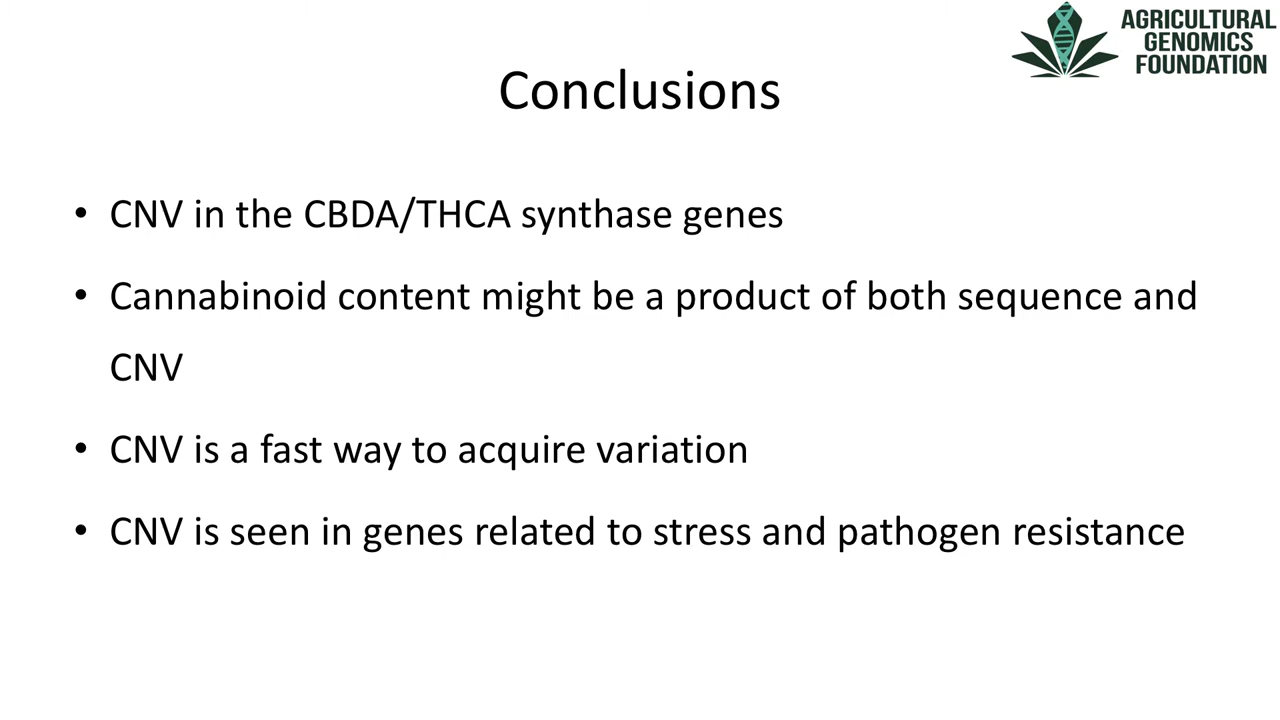 AGRICULTURAL
GENOMICS
FOUNDATION
Conclusions
• CNV in the CBDA/THCA synthase genes
• Cannabinoid content might be a product of both sequence and
CNV
• CNV is a fast way to acquire variation
• CNV is seen in genes related to stress and pathogen resistance